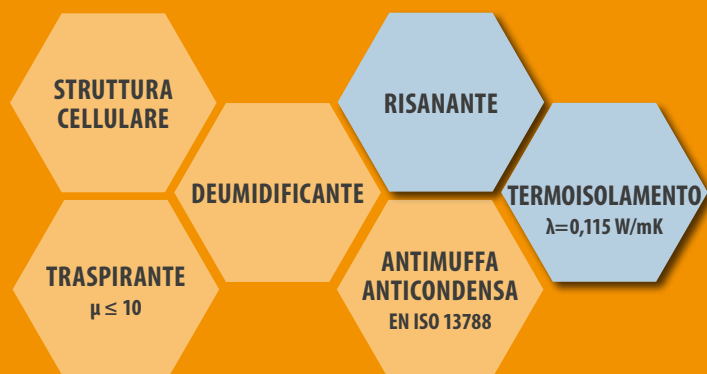 STRUTTURA
CELLULARE
RISANANTE
DEUMIDIFICANTE
TERMOISOLAMENTO
λ=0,115 W/mK
TRASPIRANTE
μ ≤ 10
ANTIMUFFA
ANTICONDENSA
EN ISO 13788